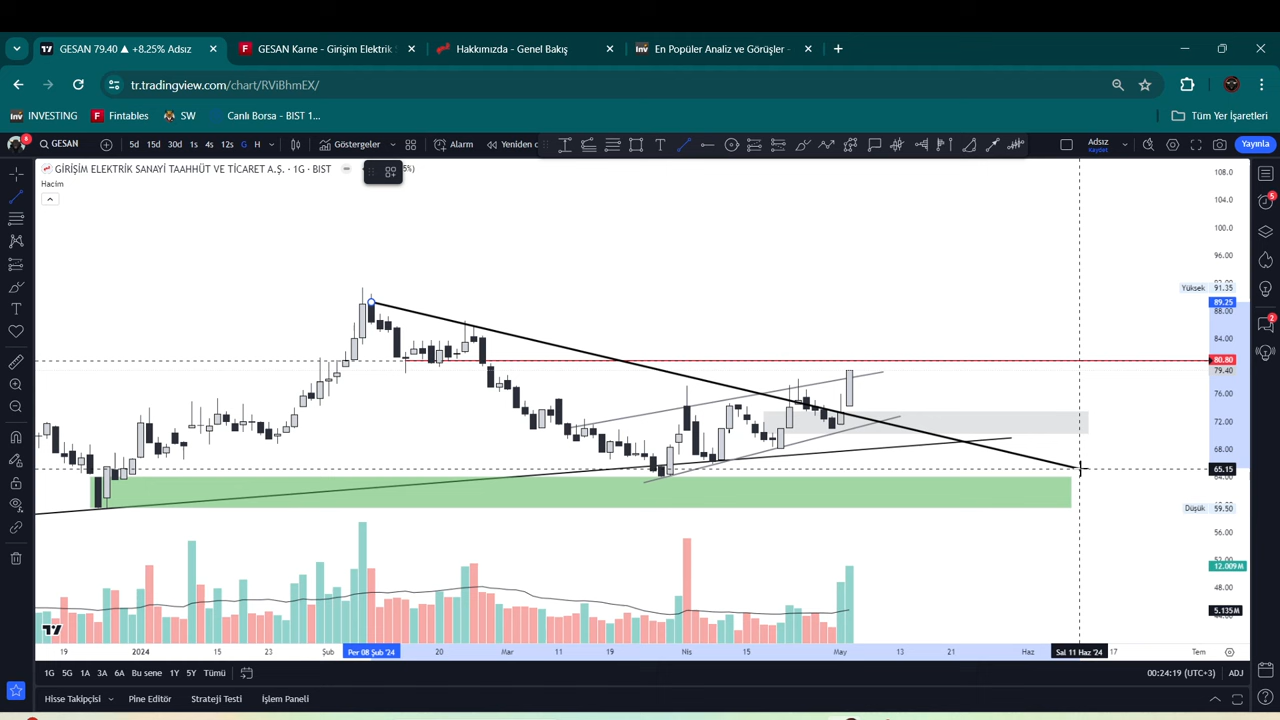 GESAN 79.40 ▲ +8.25% Adsız
GESAN Karne - Girişim Elektrik S
Hakkımızda - Genel Bakış
En Popüler Analiz ve Görüşler -
tr.tradingview.com/chart/RViBhmEX/
INVESTING
Fintables
SW
Canlı Borsa – BIST 1...
Tüm Yer İşaretleri
8
GESAN
5d 15d 30d 1s 4s 12s G H
Göstergeler
Alarm
Yeniden o
Adsız
Kaydet
Yayınla
GİRİŞİM ELEKTRİK SANAYİ TAAHHÜT VE TİCARET A.Ş. · 1G · BIST
Hacim
108.0
104.0
100.0
96.00
Yüksek 91.35
89.25
88.00
84.00
80.80
79.40
76.00
72.00
68.00
65.15
64.00
Düşük 59.50
56.00
12.009M
48.00
5.135M
5
2
19 2024 15 23 Şub Per 08 Şub '24 20 Mar 11 19 Nis 15 May 13 21 Haz Sal 11 Haz '24 17 Tem
1G 5G 1A 3A 6A Bu sene 1Y 5Y Tümü
00:24:19 (UTC+3) ADJ
Hisse Takipçisi Pine Editör Strateji Testi İşlem Paneli